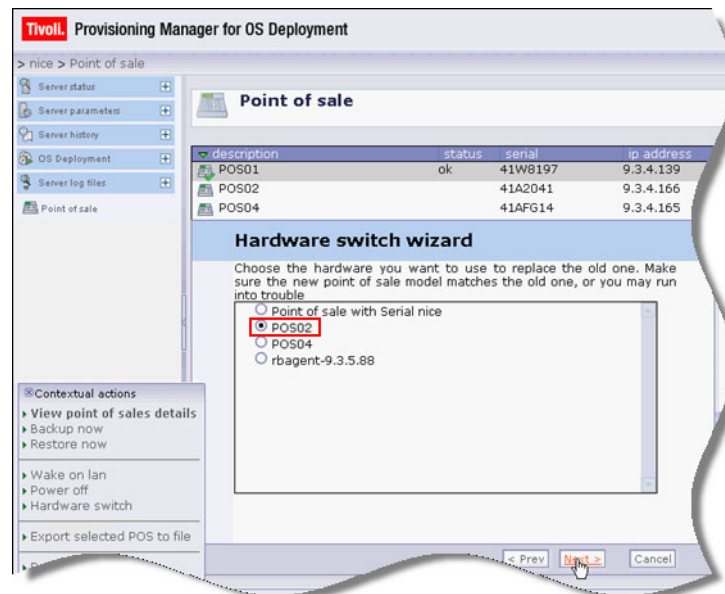 Tivoli. Provisioning Manager for OS Deployment
> nice > Point of sale
Server status
Server parameters
Server history
OS Deployment
Server log files
Point of sale
Point of sale
description status serial ip address
POS01 ok 41W8197 9.3.4.139
POS02 41A2041 9.3.4.166
POS04 41AFG14 9.3.4.165
Hardware switch wizard
Choose the hardware you want to use to replace the old one. Make
sure the new point of sale model matches the old one, or you may run
into trouble
Point of sale with Serial nice
POS02
POS04
rbagent-9.3.5.88
Contextual actions
View point of sales details
Backup now
Restore now
Wake on lan
Power off
Hardware switch
Export selected POS to file
< Prev Next > Cancel